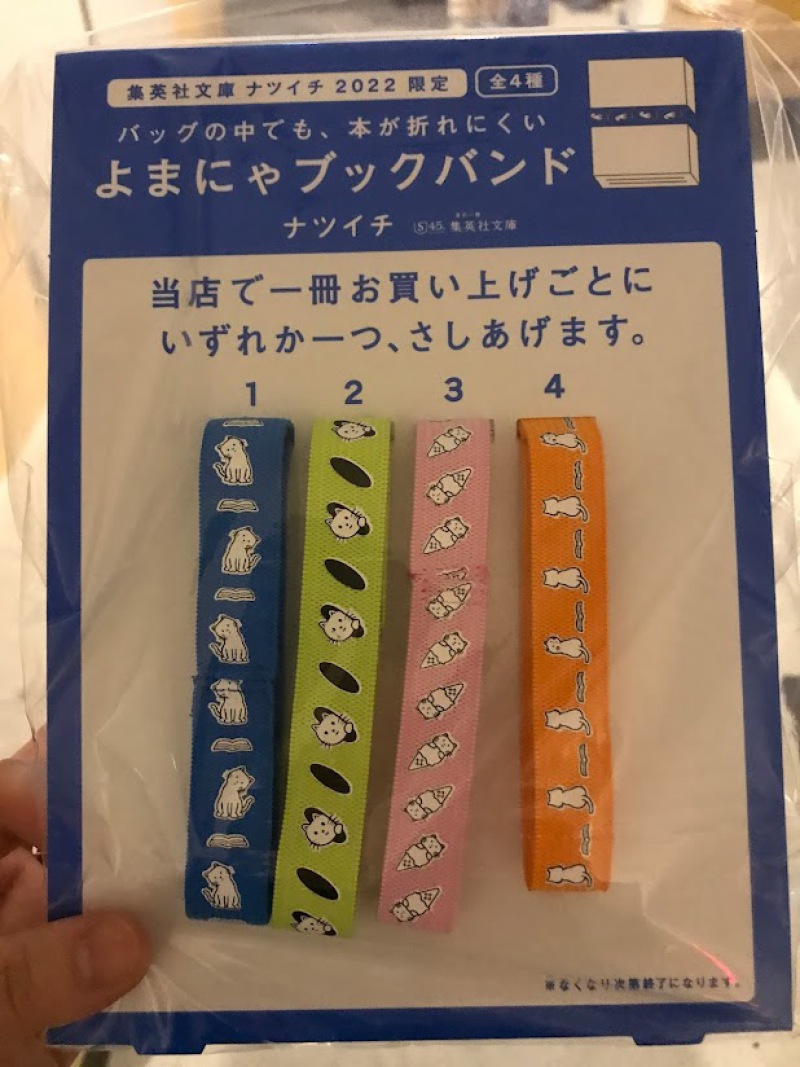 集英社文庫 ナツイチ 2022 限定
全4種
バッグの中でも、本が折れにくい
よまにゃブックバンド
ナツイチ
集英社文庫
当店で一冊お買い上げごとに
いずれか一つ、さしあげます。
1 2 3 4
※なくなり次第終了になります。